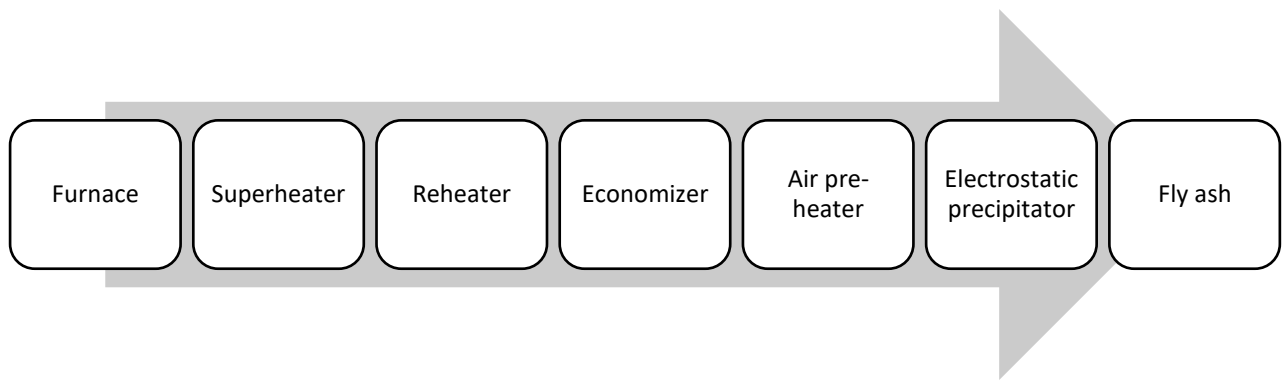 Furnace
Superheater
Reheater
Economizer
Air pre-
heater
Electrostatic
precipitator
Fly ash